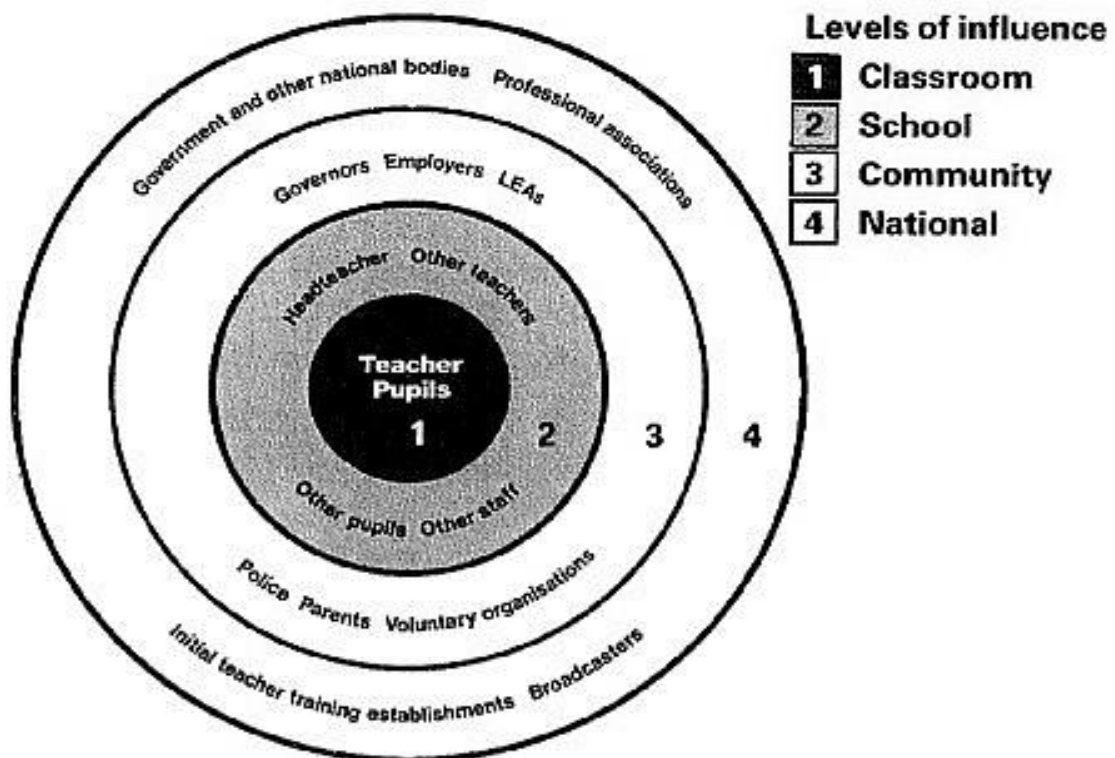 Levels of influence
1 Classroom
2 School
3 Community
4 National
Government and other national bodies Professional associations
Governors Employers LEAs
Headteacher Other teachers
Teacher
Pupils
1
2
3
4
Other pupils Other staff
Police Parents Voluntary organisations
Initial teacher training establishments Broadcasters